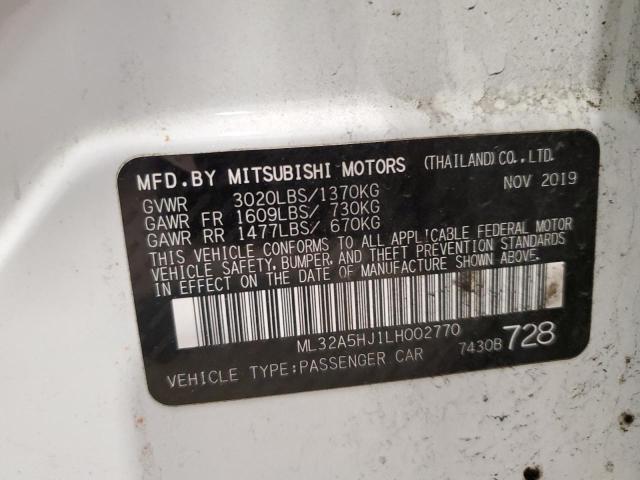 MFD. BY MITSUBISHI MOTORS (THAILAND) CO., LTD.
GVWR 3020LBS/1370KG NOV 2019
GAWR FR 1609LBS/ 730KG
GAWR RR 1477LBS/ 670KG
THIS VEHICLE CONFORMS TO ALL APPLICABLE FEDERAL MOTOR
VEHICLE SAFETY, BUMPER, AND THEFT PREVENTION STANDARDS
IN EFFECT ON THE DATE OF MANUFACTURE SHOWN ABOVE.
ML32A5HJ1LH002770
VEHICLE TYPE:PASSENGER CAR 7430B 728